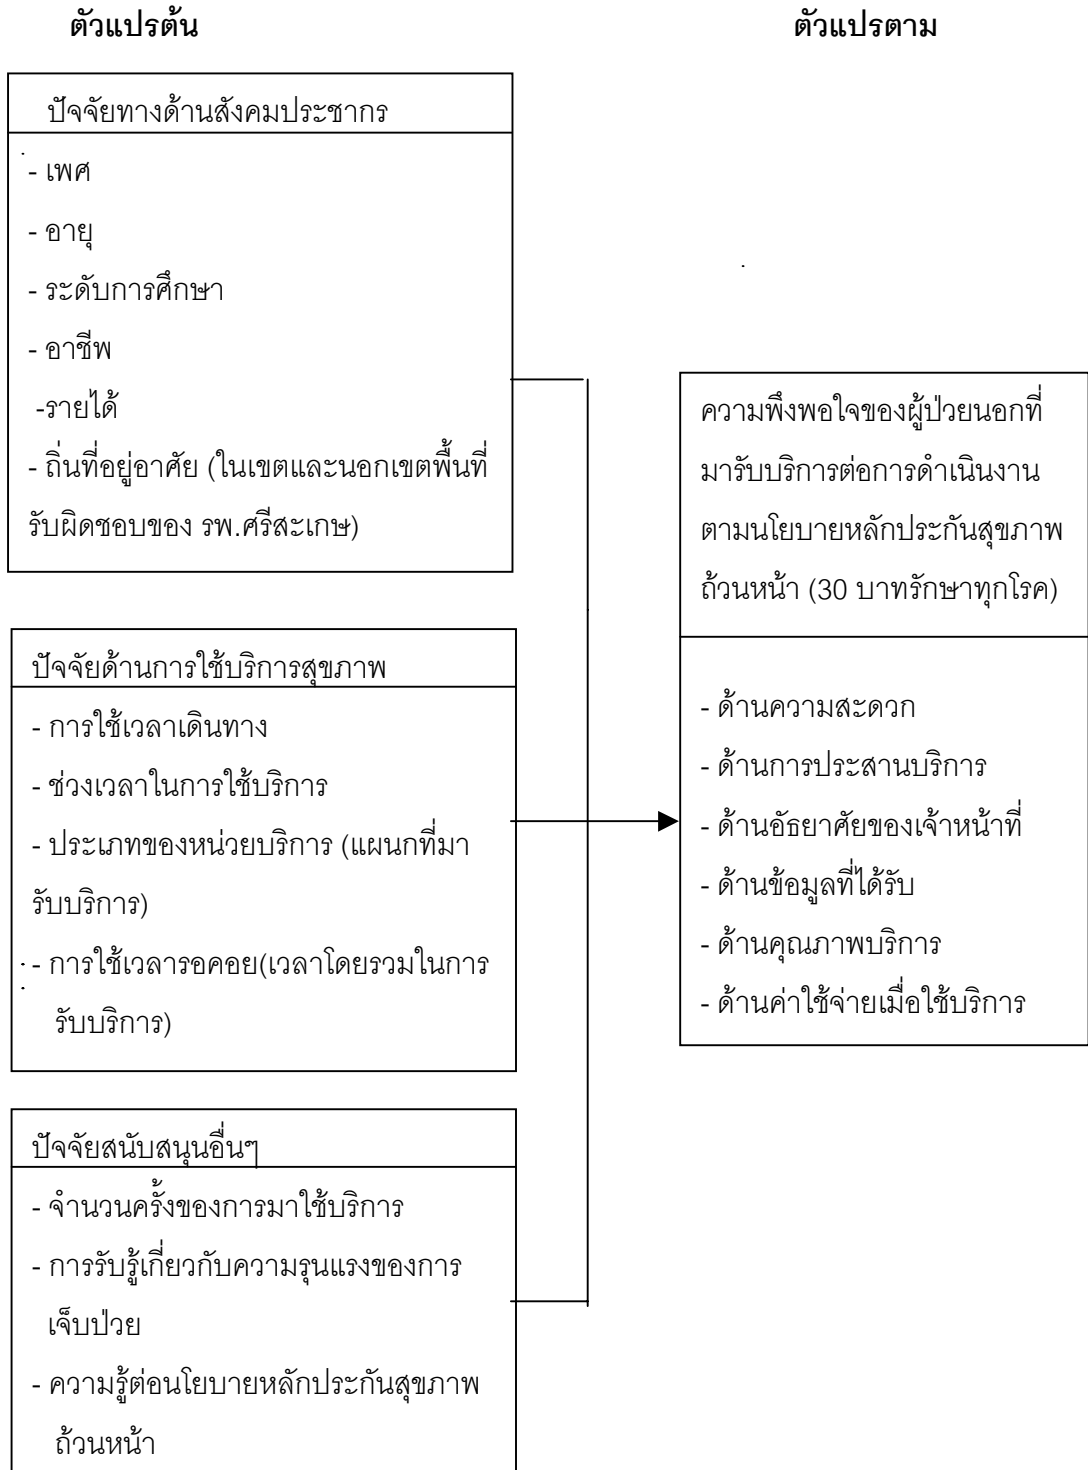 ตัวแปรต้น
ตัวแปรตาม
ปัจจัยทางด้านสังคมประชากร
- เพศ
- อายุ
- ระดับการศึกษา
- อาชีพ
-รายได้
- ถิ่นที่อยู่อาศัย (ในเขตและนอกเขตพื้นที่
รับผิดชอบของ รพ.ศรีสะเกษ)
ปัจจัยด้านการใช้บริการสุขภาพ
- การใช้เวลาเดินทาง
- ช่วงเวลาในการใช้บริการ
- ประเภทของหน่วยบริการ (แผนกที่มา
รับบริการ)
- การใช้เวลารอคอย(เวลาโดยรวมในการ
รับบริการ)
ปัจจัยสนับสนุนอื่นๆ
- จำนวนครั้งของการมาใช้บริการ
- การรับรู้เกี่ยวกับความรุนแรงของการ
เจ็บป่วย
- ความรู้ต่อนโยบายหลักประกันสุขภาพ
ถ้วนหน้า
ความพึงพอใจของผู้ป่วยนอกที่
มารับบริการต่อการดำเนินงาน
ตามนโยบายหลักประกันสุขภาพ
ถ้วนหน้า (30 บาทรักษาทุกโรค)
- ด้านความสะดวก
- ด้านการประสานบริการ
- ด้านอัธยาศัยของเจ้าหน้าที่
- ด้านข้อมูลที่ได้รับ
- ด้านคุณภาพบริการ
- ด้านค่าใช้จ่ายเมื่อใช้บริการ